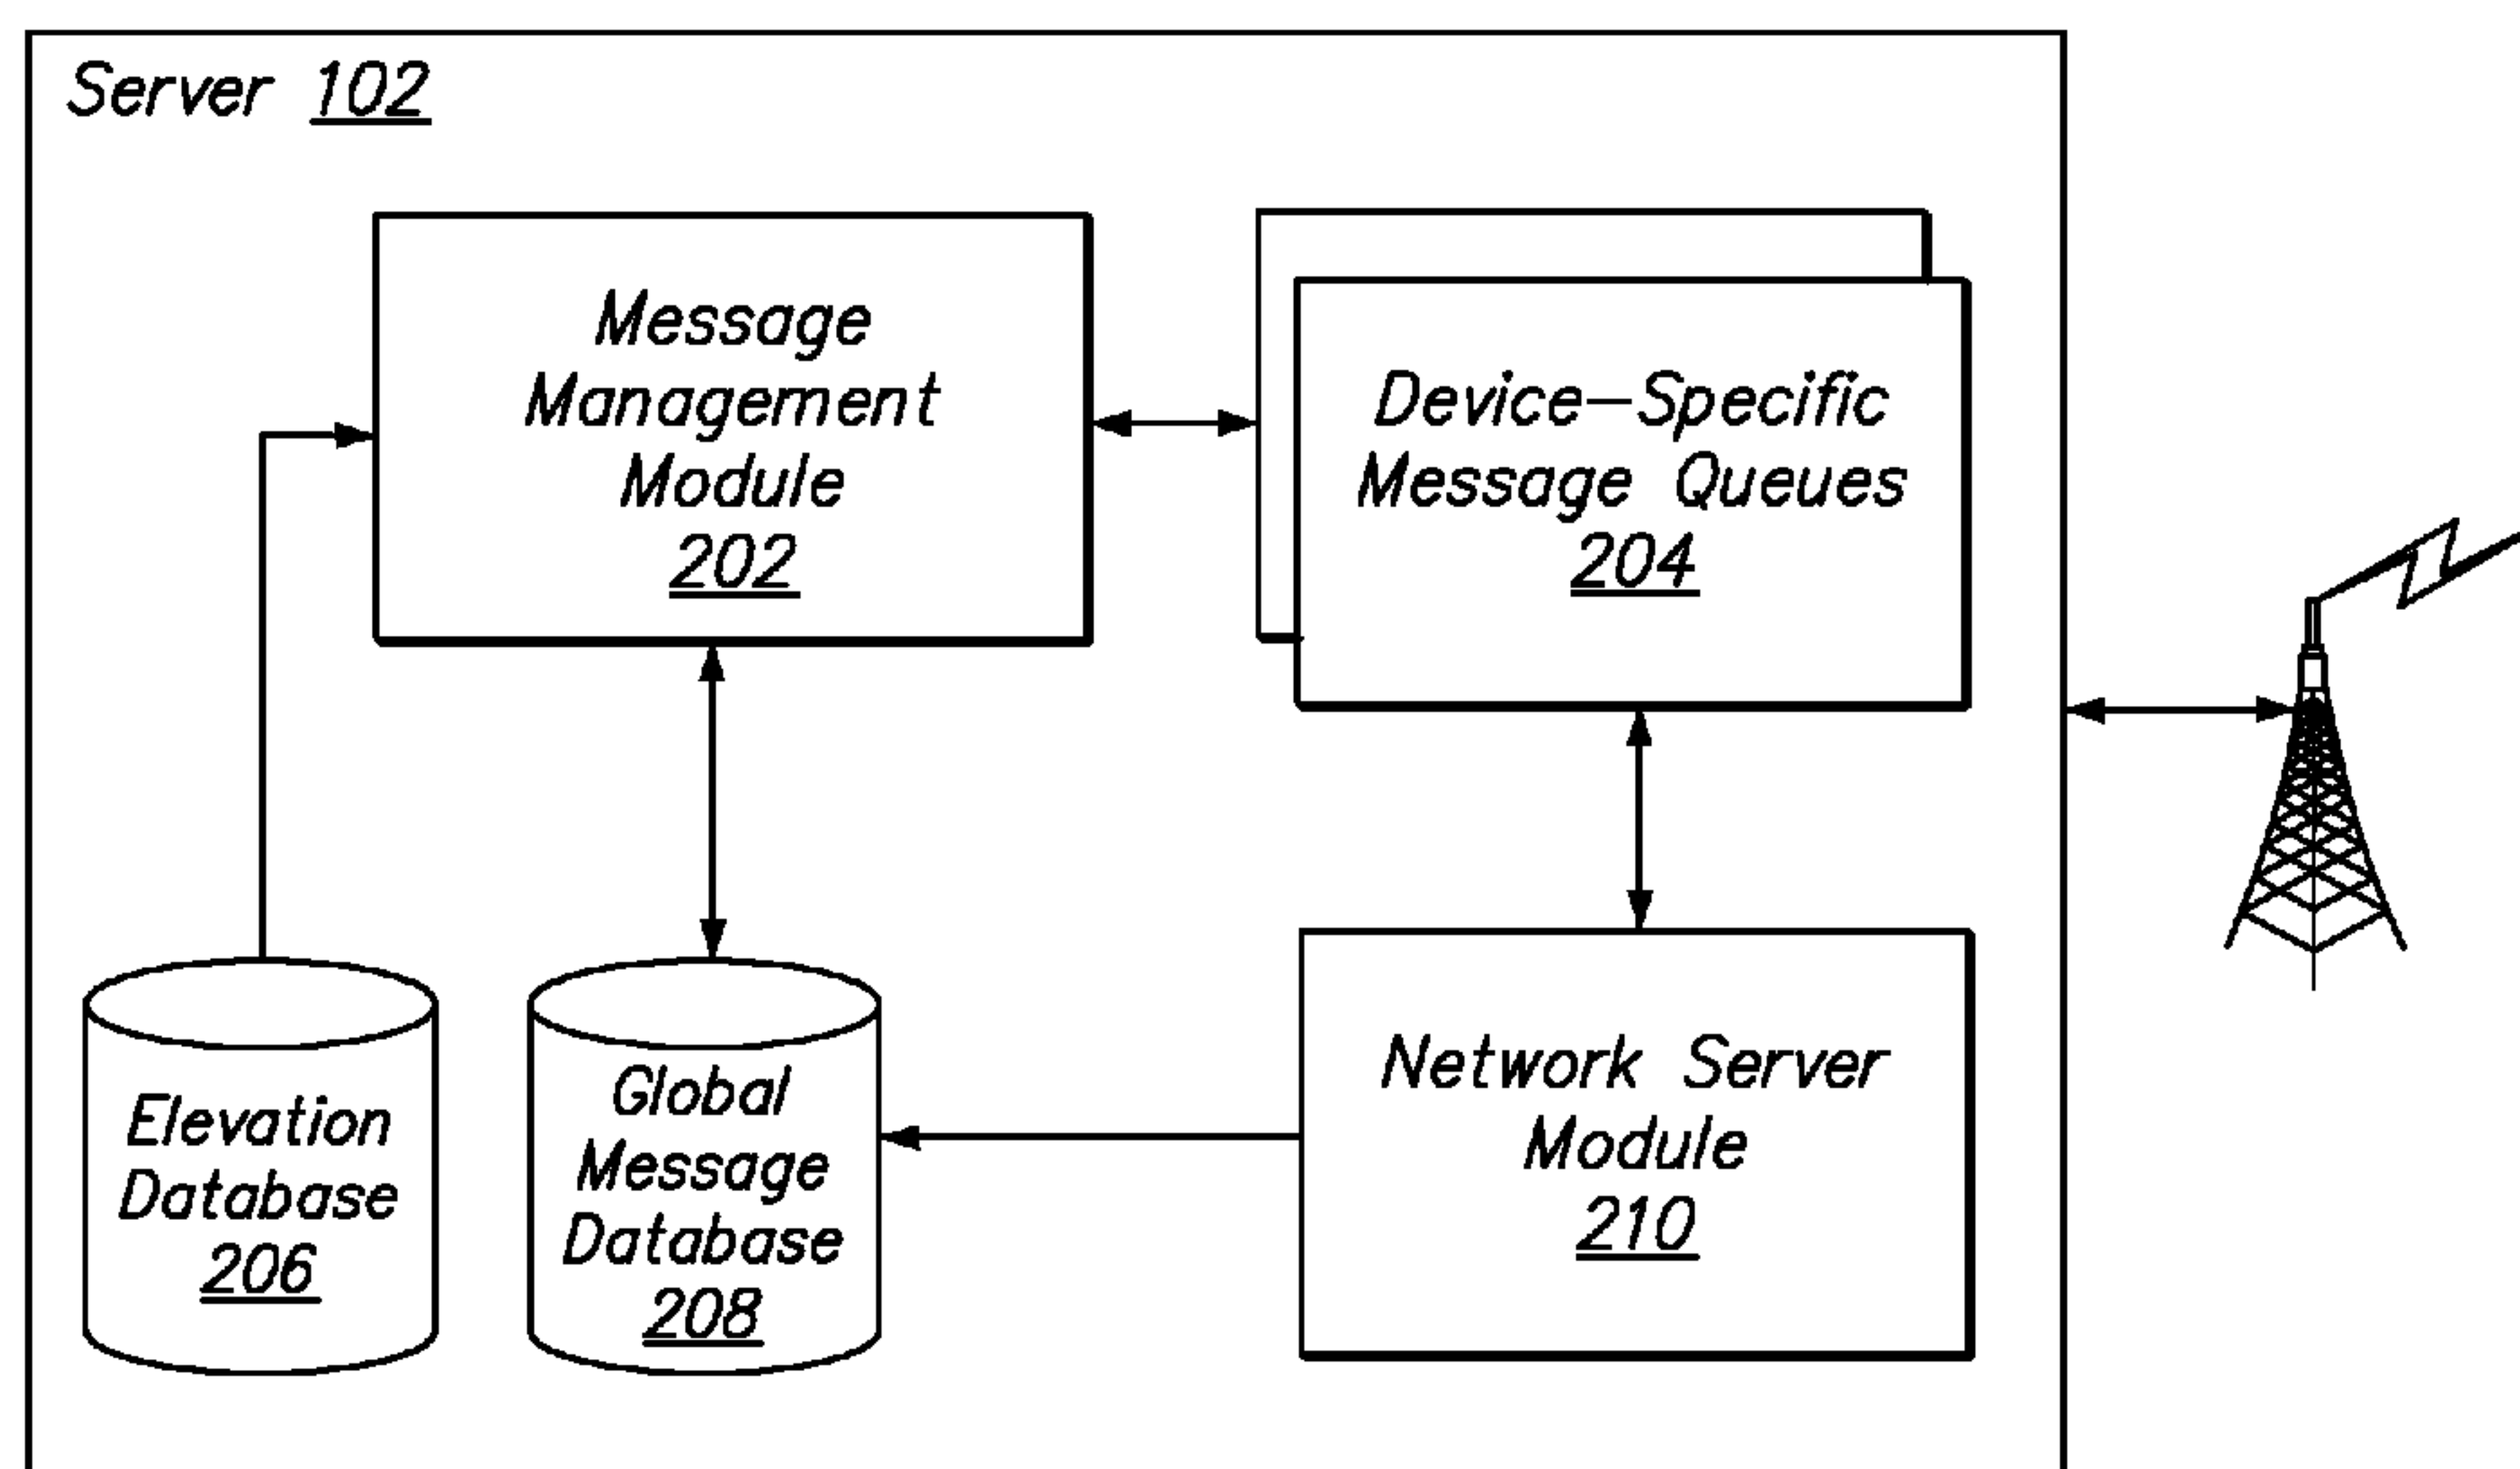 Server 102
Message
Management
Module
202
Device-Specific
Message Queues
204
Elevation
Database
206
Global
Message
Database
208
Network Server
Module
210